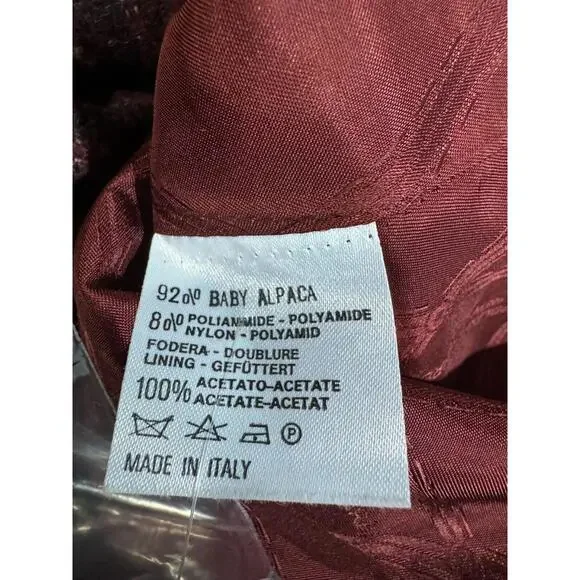 92% BABY ALPACA
8% POLIAMMIDE - POLYAMIDE
NYLON - POLYAMID
FODERA - DOUBLURE
LINING - GEFÜTTERT
100% ACETATO-ACETATE
ACETATE-ACETAT
P
MADE IN ITALY